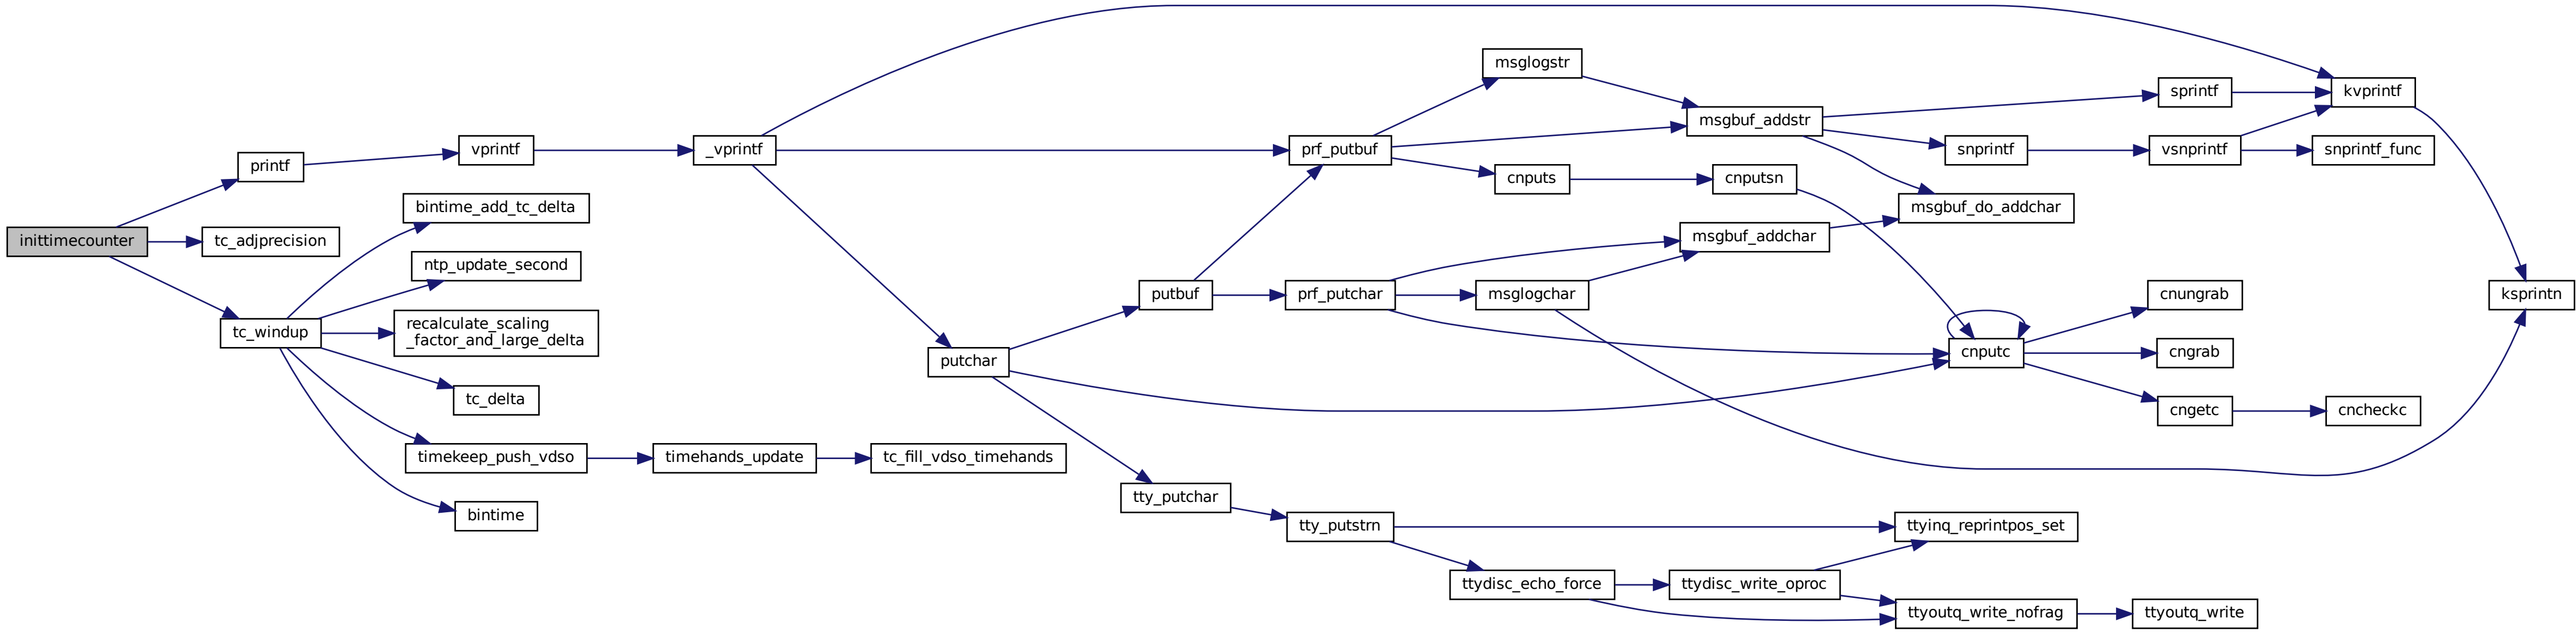 inittimecounter
printf
tc_adjprecision
tc_windup
vprintf
bintime_add_tc_delta
ntp_update_second
recalculate_scaling
_factor_and_large_delta
tc_delta
timekeep_push_vdso
bintime
timehands_update
tc_fill_vdso_timehands
_vprintf
putchar
putbuf
tty_putchar
prf_putbuf
prf_putchar
tty_putstrn
msglogstr
cnputs
msglogchar
ttydisc_echo_force
msgbuf_addstr
cnputsn
msgbuf_addchar
ttydisc_write_oproc
snprintf
msgbuf_do_addchar
cnputc
ttyinq_reprintpos_set
ttyoutq_write_nofrag
sprintf
vsnprintf
cnungrab
cngrab
cngetc
ttyoutq_write
kvprintf
snprintf_func
cncheckc
ksprintn